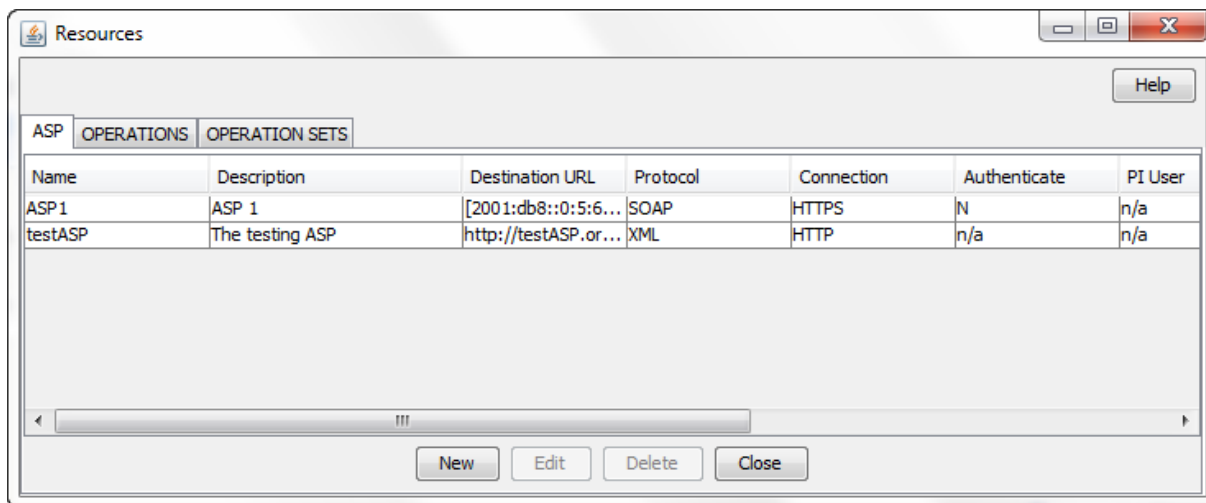 Resources
Help
ASP OPERATIONS OPERATION SETS
Name Description Destination URL Protocol Connection Authenticate PI User
ASP1 ASP 1 [2001:db8::0:5:6... SOAP HTTPS N n/a
testASP The testing ASP http://testASP.or... XML HTTP n/a n/a
New Edit Delete Close